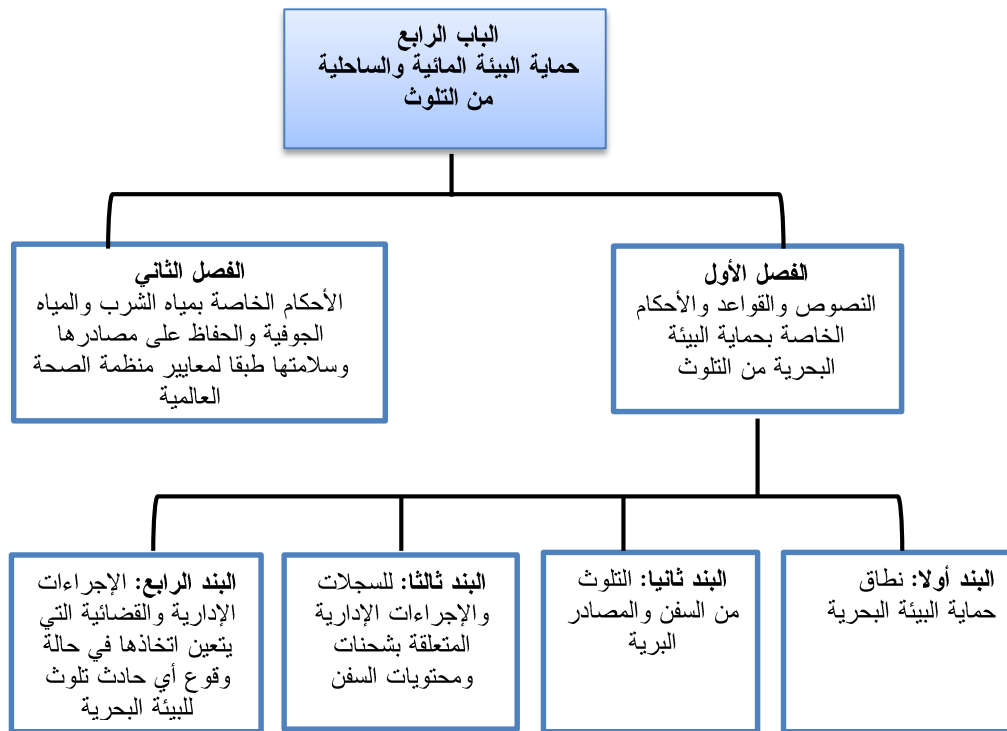 الباب الرابع
حماية البيئة المائية والساحلية
من التلوث
الفصل الأول
النصوص والقواعد والأحكام
الخاصة بحماية البيئة
البحرية من التلوث
الفصل الثاني
الأحكام الخاصة بمياه الشرب والمياه
الجوفية والحفاظ على مصادرها
وسلامتها طبقا لمعايير منظمة الصحة
العالمية
البند أولا: نطاق
حماية البيئة البحرية
البند ثانيا: التلوث
من السفن والمصادر
البرية
البند ثالثا: للسجلات
والإجراءات الإدارية
المتعلقة بشحنات
ومحتويات السفن
البند الرابع: الإجراءات
الإدارية والقضائية التي
يتعين اتخاذها في حالة
وقوع أي حادث تلوث
للبيئة البحرية